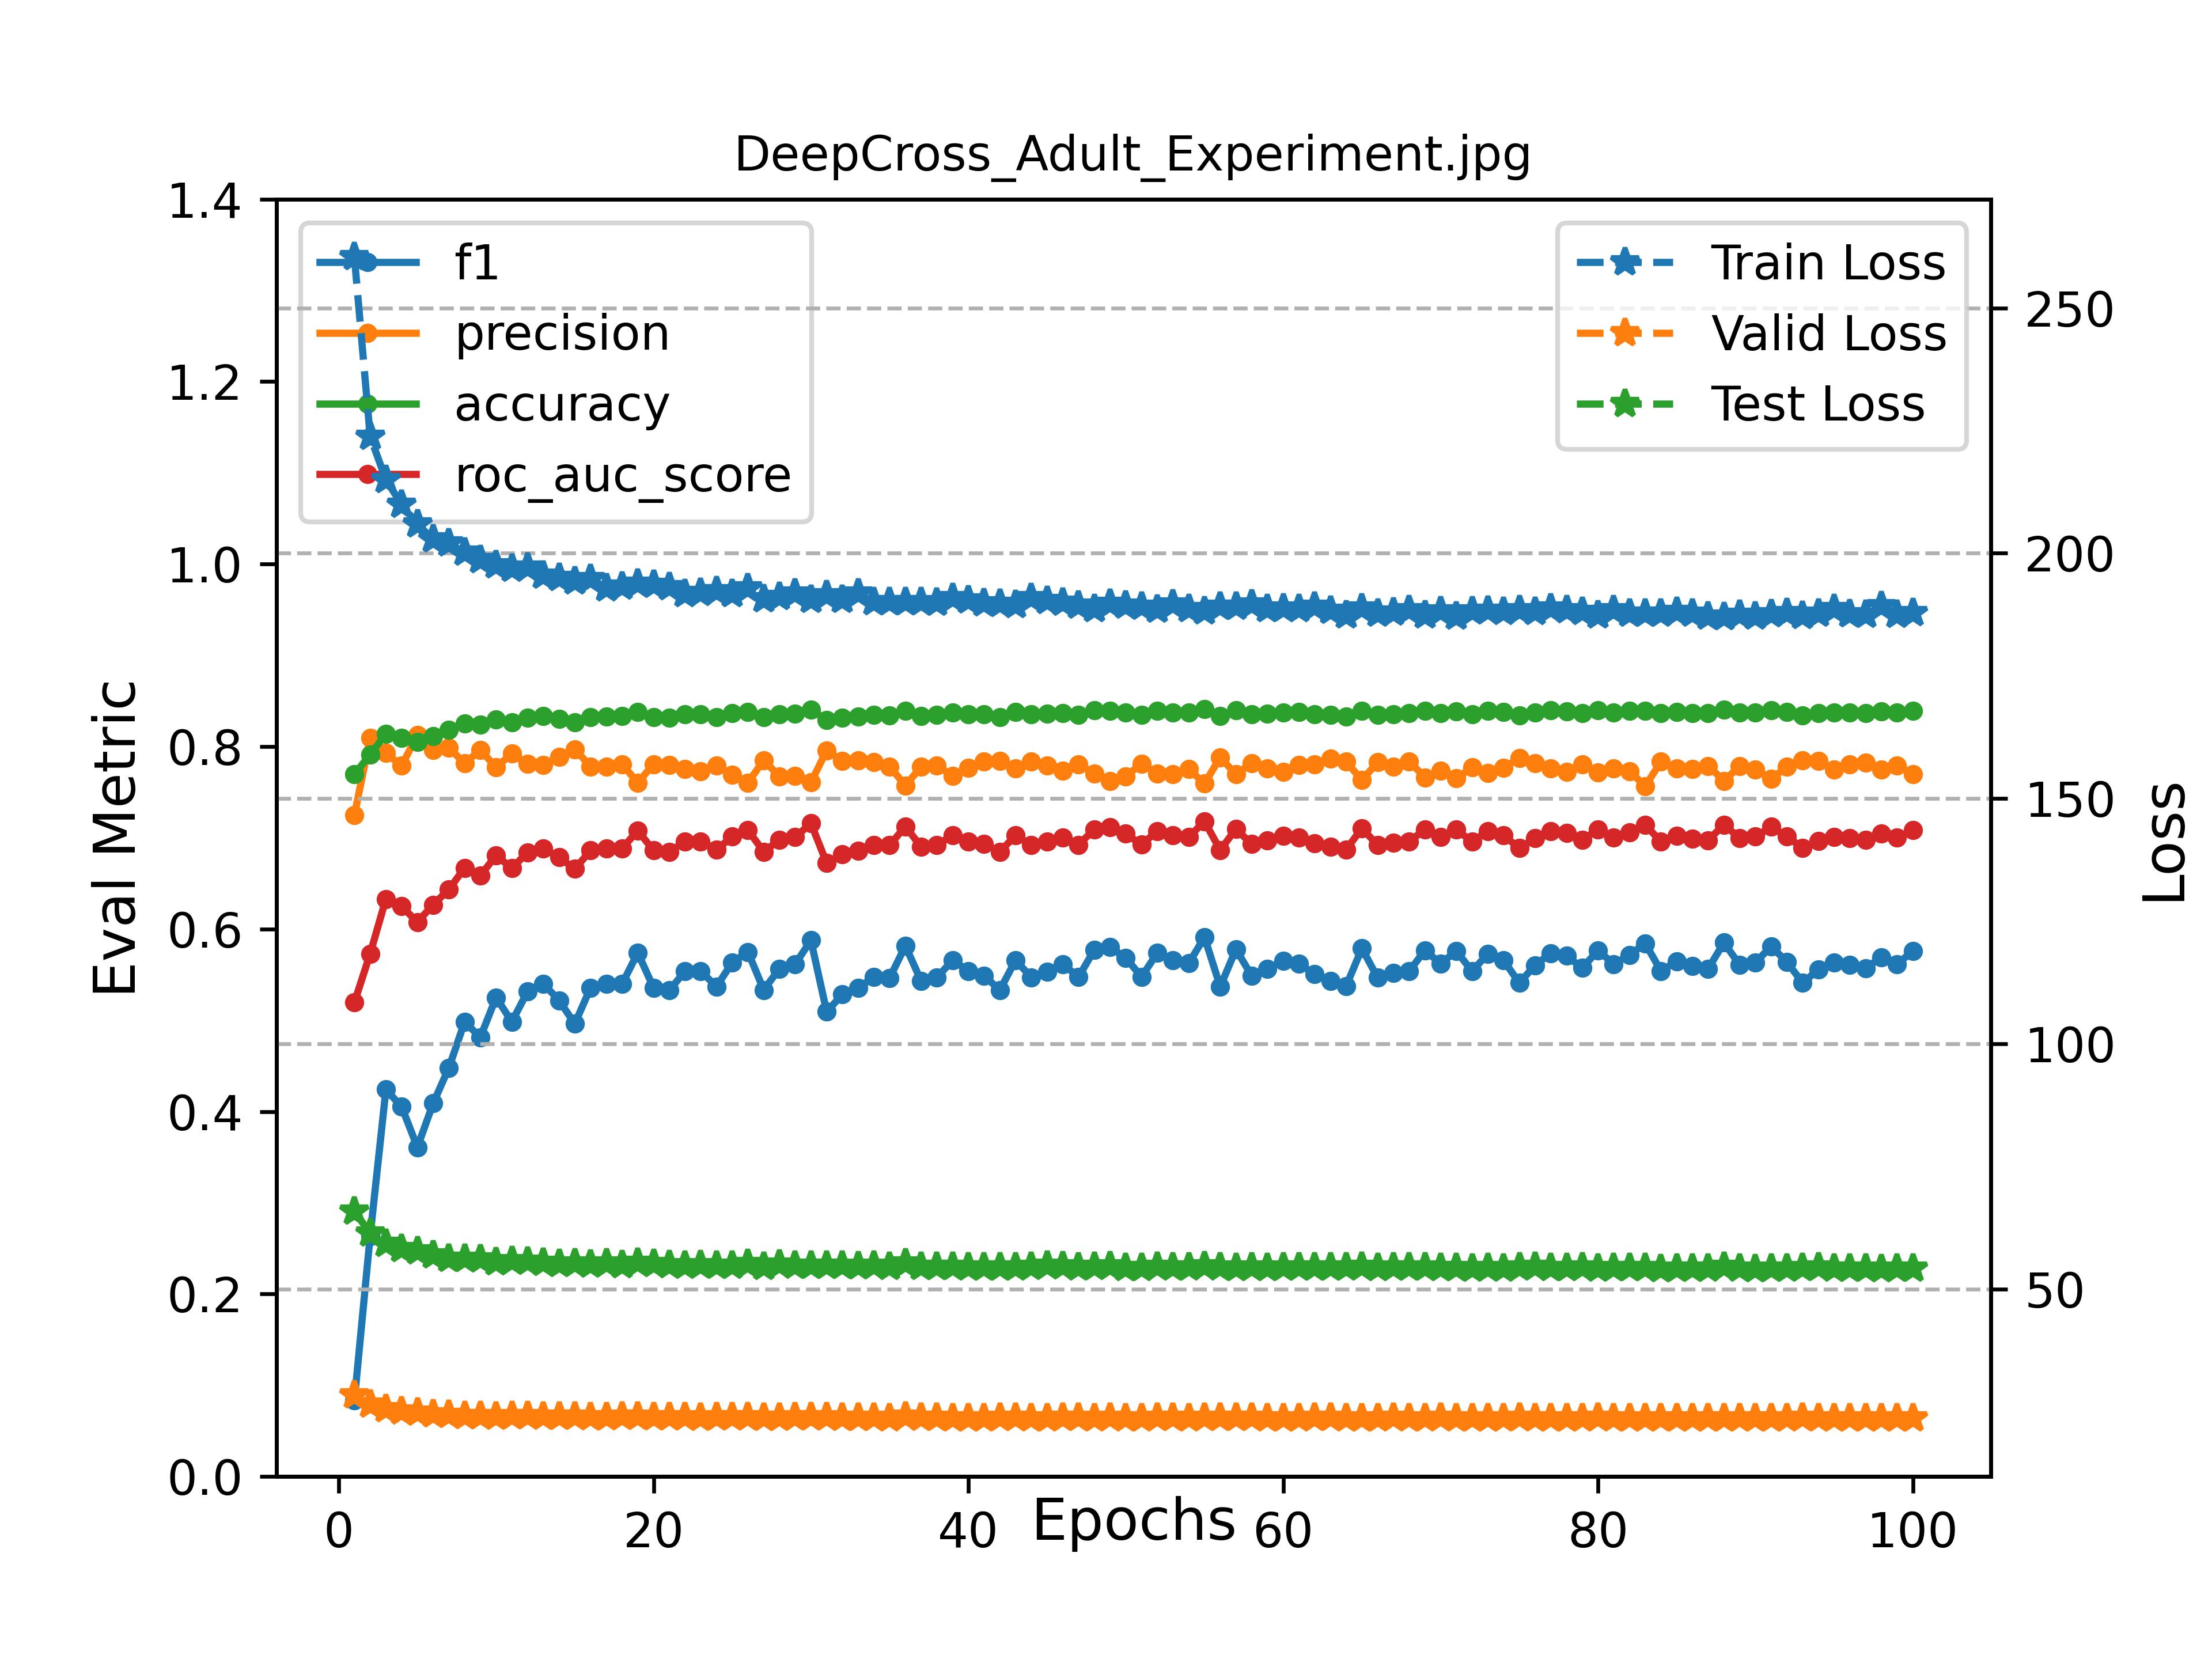 DeepCross_Adult_Experiment.jpg
1.4
1.2
1.0
0.8
0.6
0.4
0.2
0.0
Eval Metric
f1
precision
accuracy
roc_auc_score
Train Loss
Valid Loss
Test Loss
250
200
150
100
50
Loss
0 20 40 60 80 100
Epochs